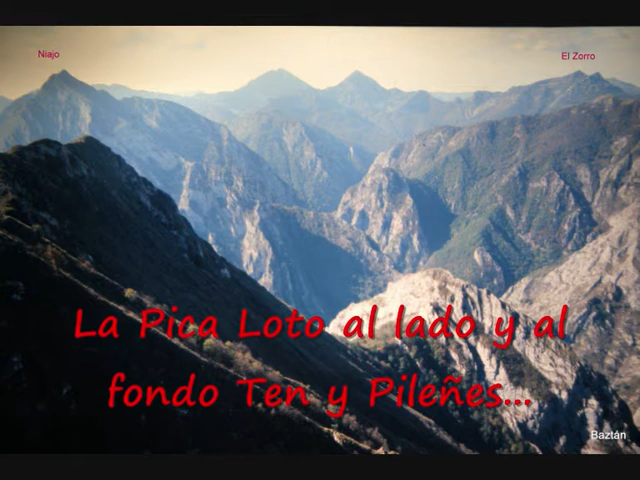 Niajo
El Zorro
La Pica Loto al lado y al
fondo Ten y Pileñes...
Baztán